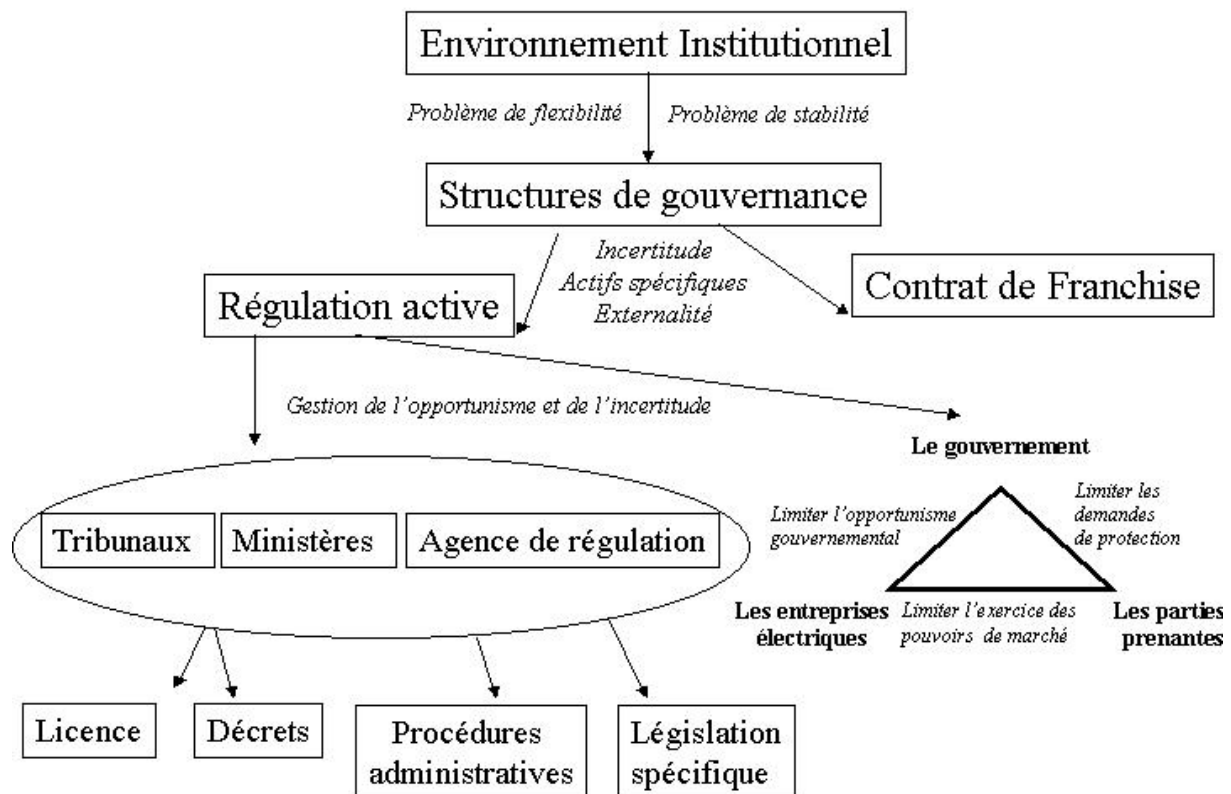 Environnement Institutionnel
Problème de flexibilité
Problème de stabilité
Structures de gouvernance
Incertitude
Actifs spécifiques
Externalité
Régulation active
Contrat de Franchise
Gestion de l'opportunisme et de l'incertitude
Le gouvernement
Limiter l'opportunisme
gouvernemental
Limiter les
demandes
de protection
Tribunaux
Ministères
Agence de régulation
Les entreprises
électriques
Limiter l'exercice des
pouvoirs de marché
Les parties
prenantes
Licence
Décrets
Procédures
administratives
Législation
spécifique